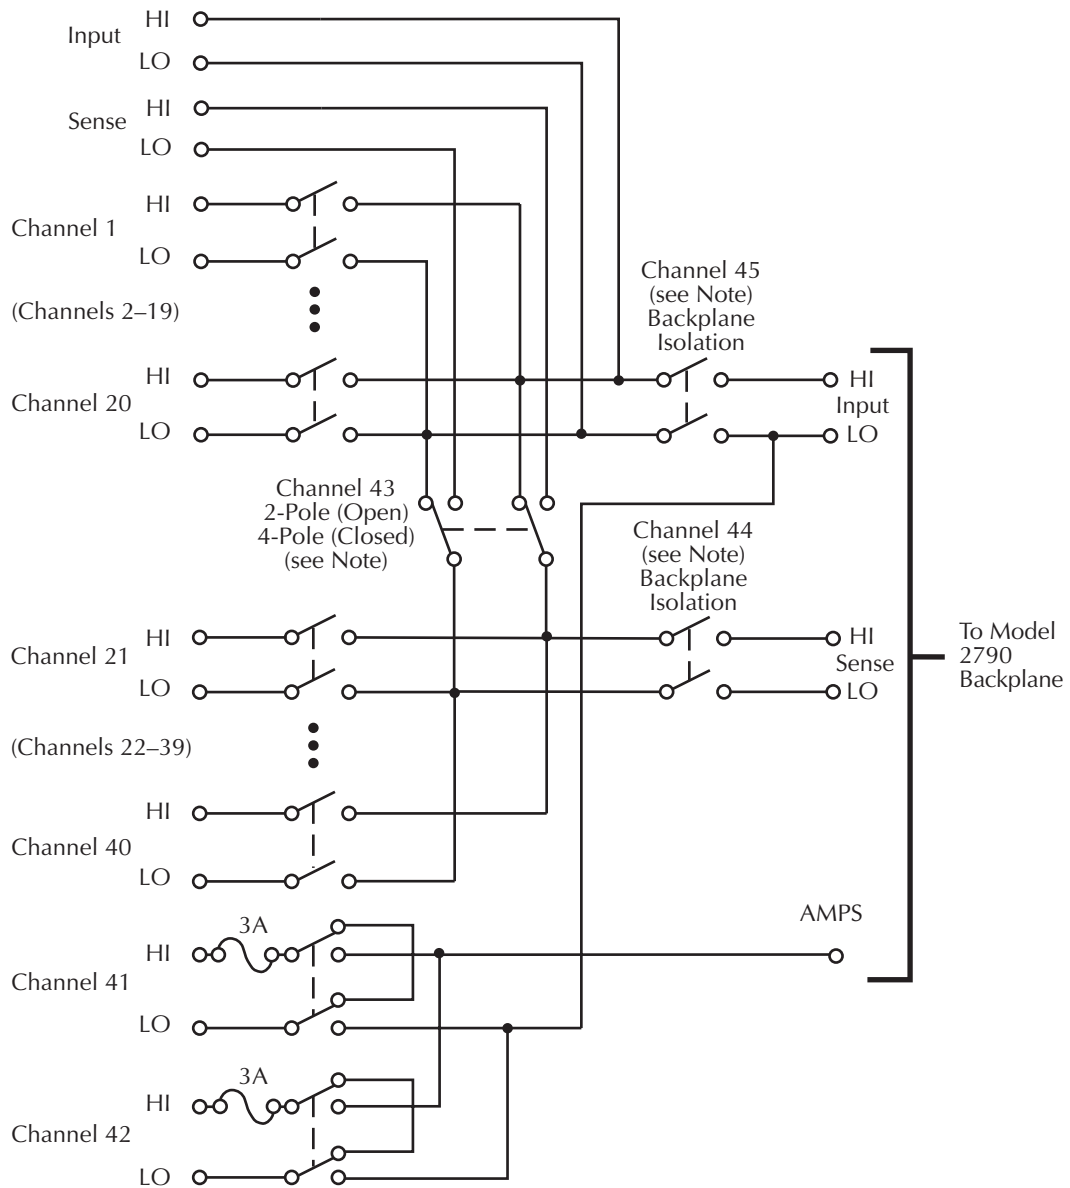 Input
HI
LO
Sense
HI
LO
Channel 1
HI
LO
(Channels 2–19)
Channel 20
HI
LO
Channel 45
(see Note)
Backplane
Isolation
HI
Input
LO
Channel 43
2-Pole (Open)
4-Pole (Closed)
(see Note)
Channel 44
(see Note)
Backplane
Isolation
Channel 21
HI
LO
HI
Sense
LO
To Model
2790
Backplane
(Channels 22–39)
Channel 40
HI
LO
AMPS
Channel 41
HI
3A
LO
Channel 42
HI
3A
LO